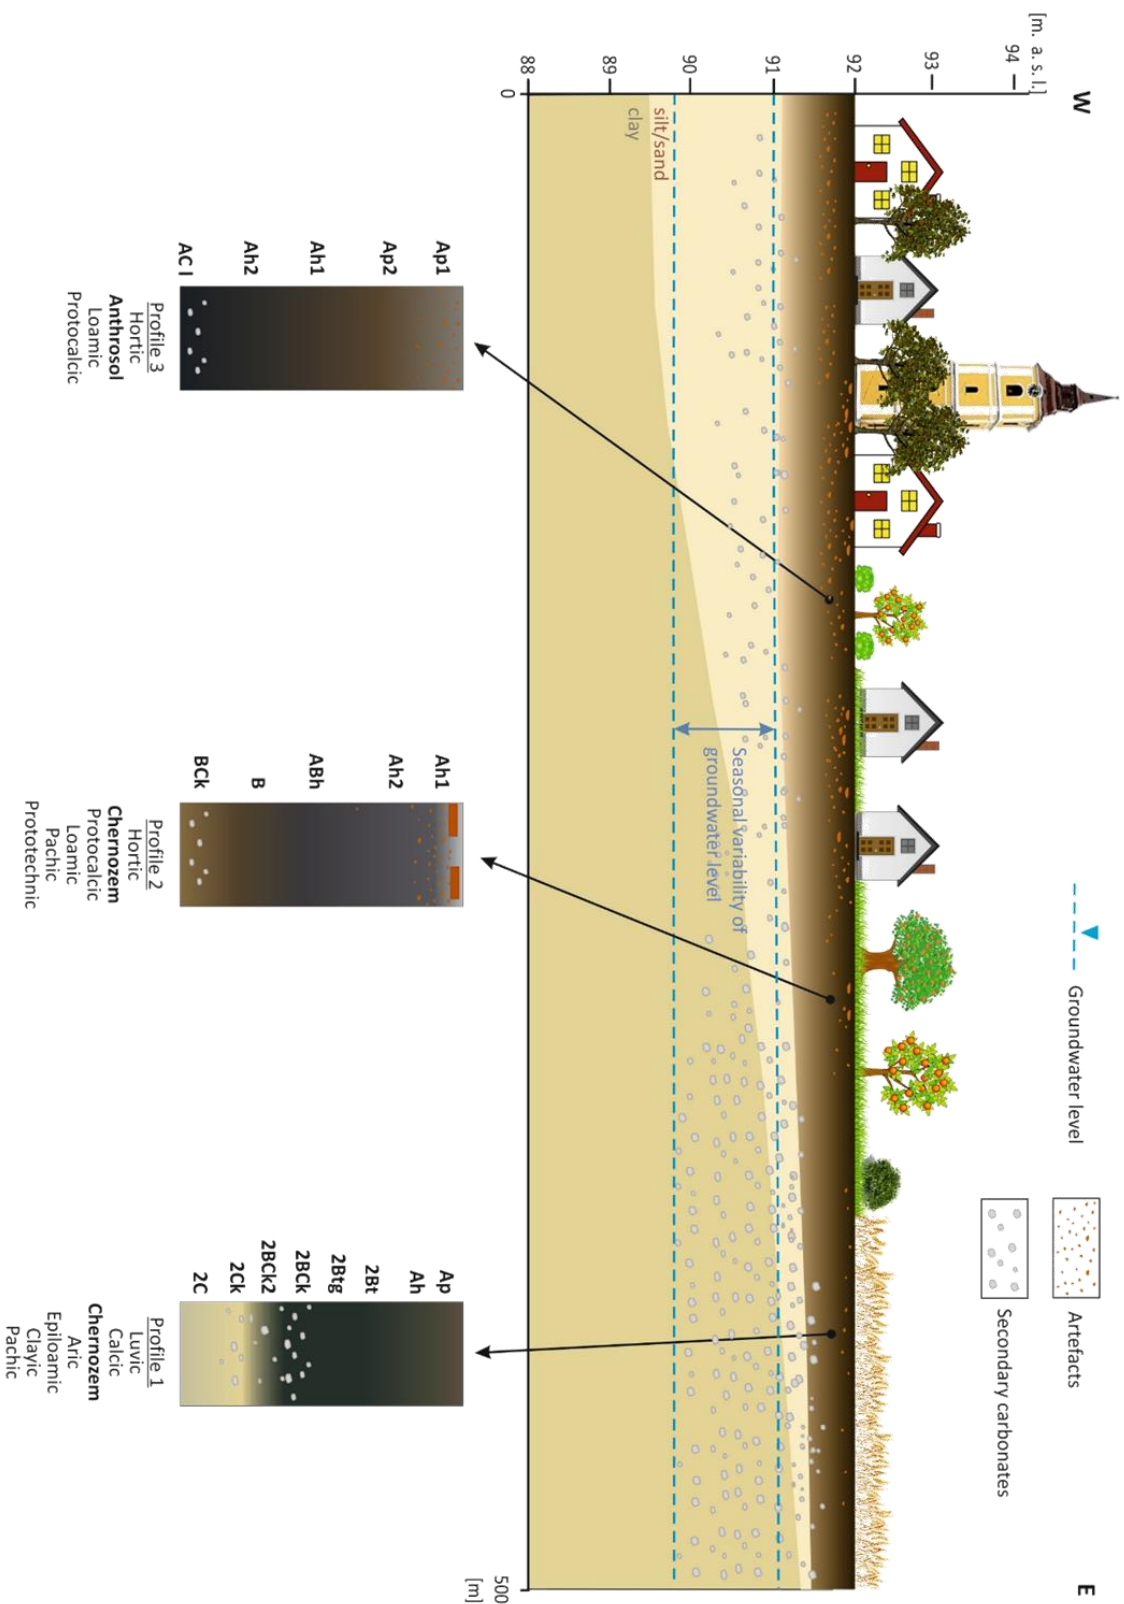 W
E
[m. a. s. l.]
94
93
92
91
90
89
88
0
500
[m]
Groundwater level
Artefacts
Secondary carbonates
silt/sand
clay
Seasonal variability of
groundwater level
Ap1
Ap2
Ah1
Ah2
AC l
Profile 3
Hortic
Anthrosol
Loamic
Protocalcic
Ah1
Ah2
ABh
B
BCk
Profile 2
Hortic
Chernozem
Protocalcic
Loamic
Pachic
Prototechnic
Ap
Ah
2Bt
2Btg
2BCk
2BCk2
2Ck
2C
Profile 1
Luvic
Calcic
Chernozem
Aric
Epiloamic
Clayic
Pachic